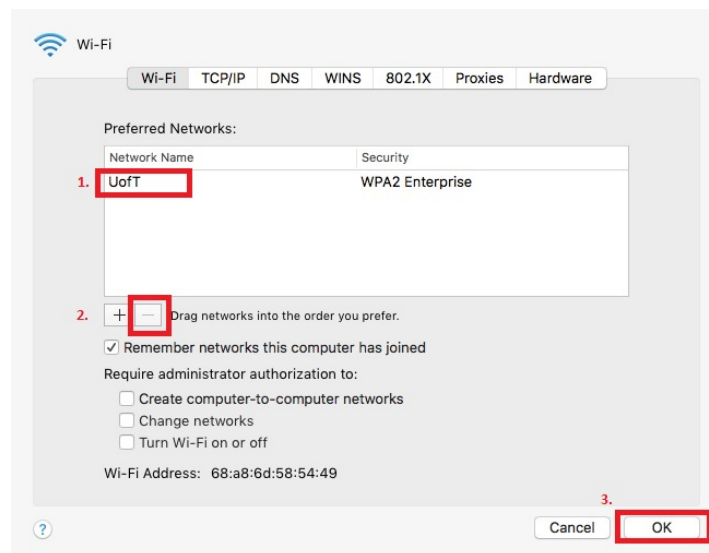 Wi-Fi
Wi-Fi TCP/IP DNS WINS 802.1X Proxies Hardware
Preferred Networks:
Network Name Security
1. UofT WPA2 Enterprise
2. + − Drag networks into the order you prefer.
Remember networks this computer has joined
Require administrator authorization to:
Create computer-to-computer networks
Change networks
Turn Wi-Fi on or off
Wi-Fi Address: 68:a8:6d:58:54:49
3.
? Cancel OK